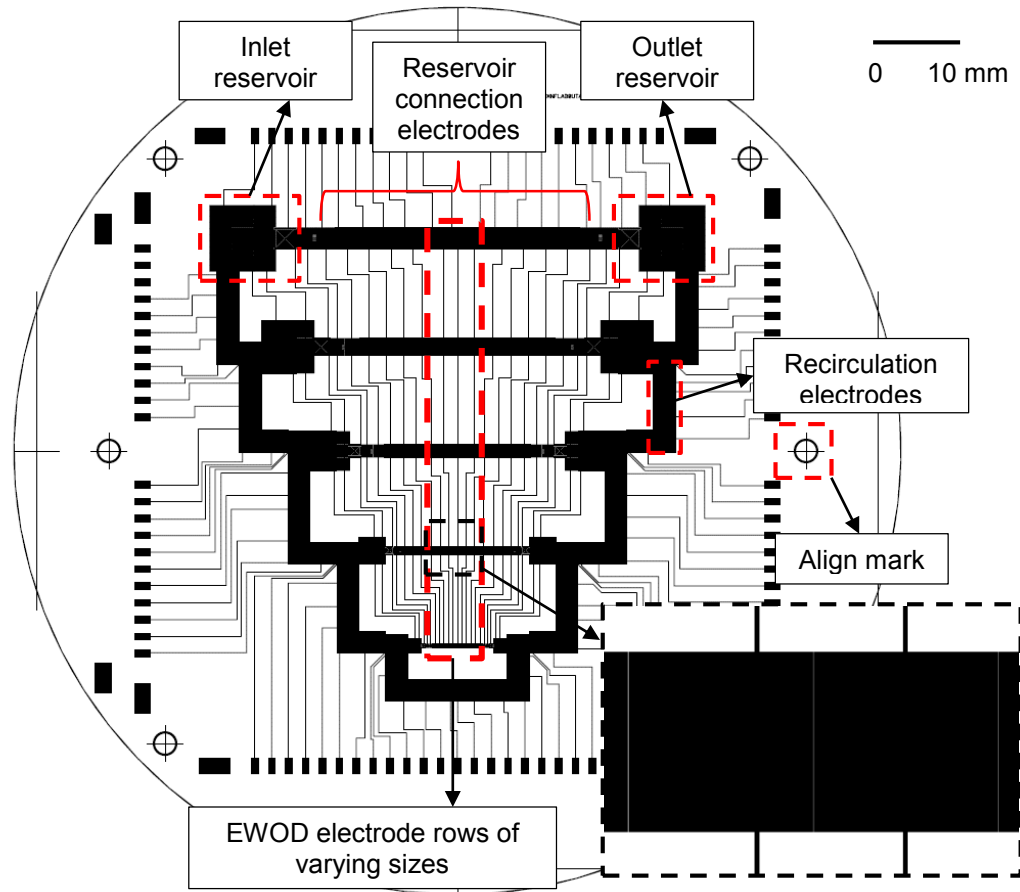 Inlet
reservoir
Reservoir
connection
electrodes
Outlet
reservoir
0 10 mm
Recirculation
electrodes
Align mark
EWOD electrode rows of
varying sizes